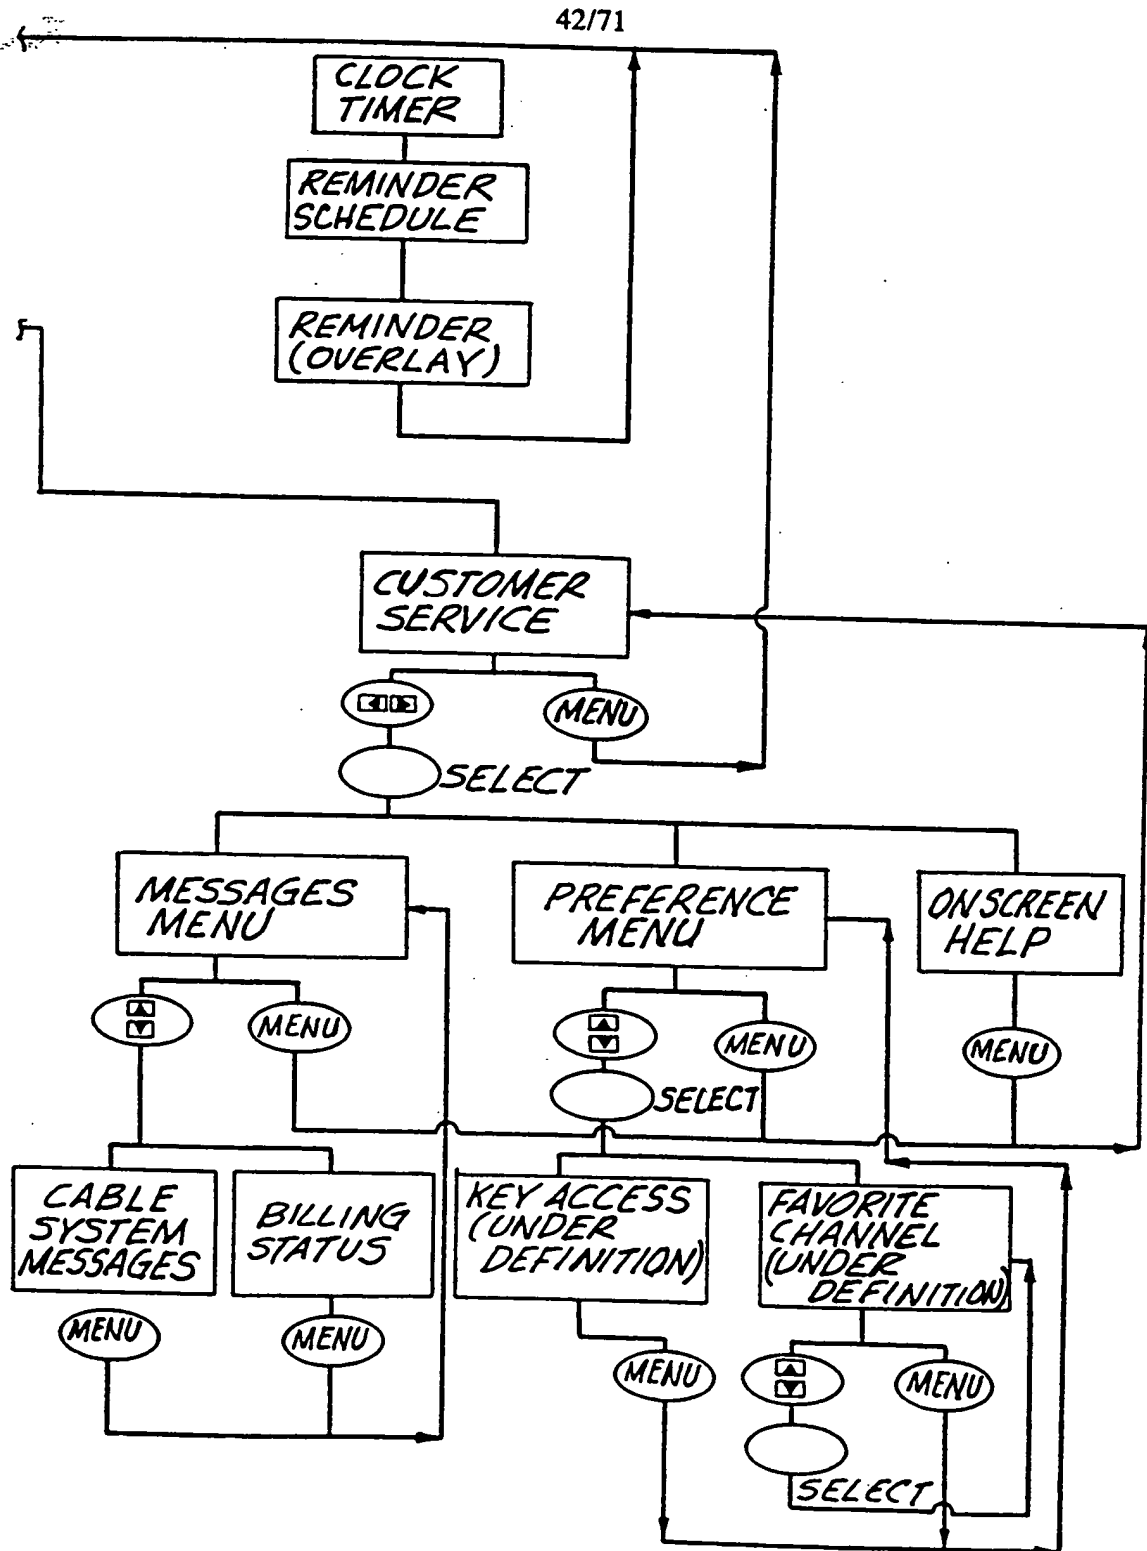 42/71
CLOCK
TIMER
REMINDER
SCHEDULE
REMINDER
(OVERLAY)
CUSTOMER
SERVICE
MENU
SELECT
MESSAGES
MENU
PREFERENCE
MENU
ON SCREEN
HELP
MENU
MENU
MENU
SELECT
CABLE
SYSTEM
MESSAGES
BILLING
STATUS
KEY ACCESS
(UNDER
DEFINITION)
FAVORITE
CHANNEL
(UNDER
DEFINITION)
MENU
MENU
MENU
MENU
SELECT